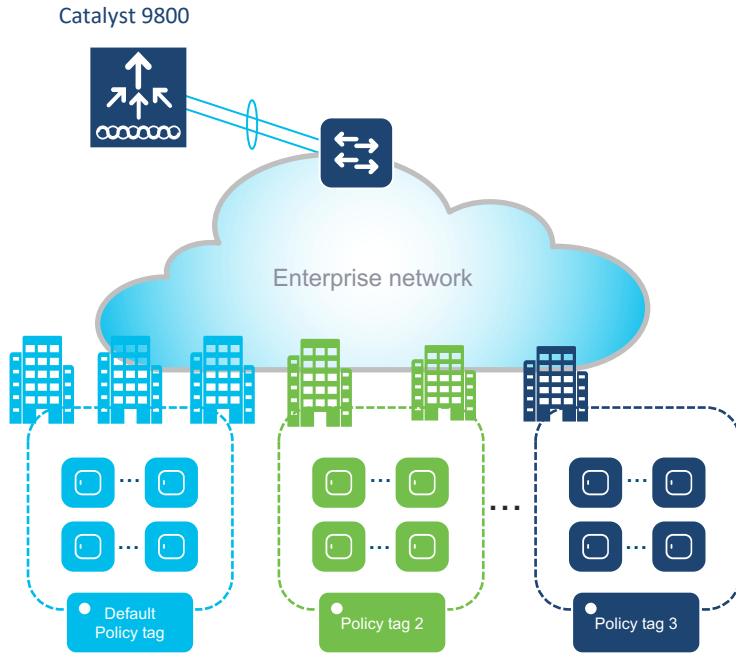 Catalyst 9800
Enterprise network
Default
Policy tag
Policy tag 2
Policy tag 3